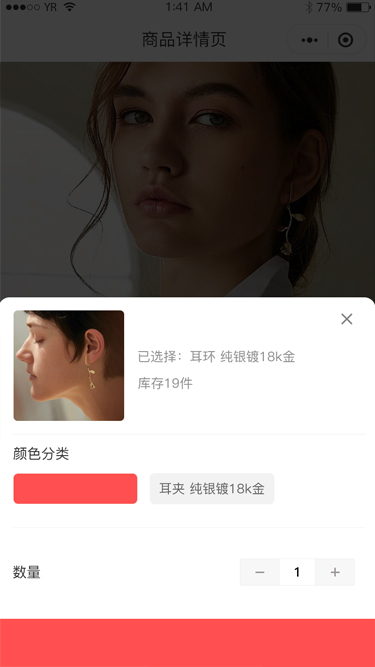 YR
1:41 AM
77%
商品详情页
已选择：耳环 纯银镀18k金
库存19件
颜色分类
耳夹 纯银镀18k金
数量
− 1 +